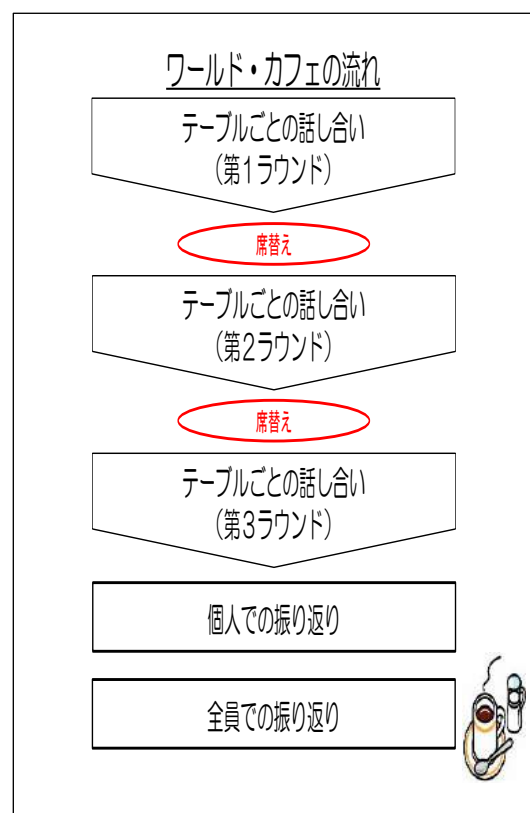 ワールド・カフェの流れ
テーブルごとの話し合い
(第1ラウンド)
席替え
テーブルごとの話し合い
(第2ラウンド)
席替え
テーブルごとの話し合い
(第3ラウンド)
個人での振り返り
全員での振り返り